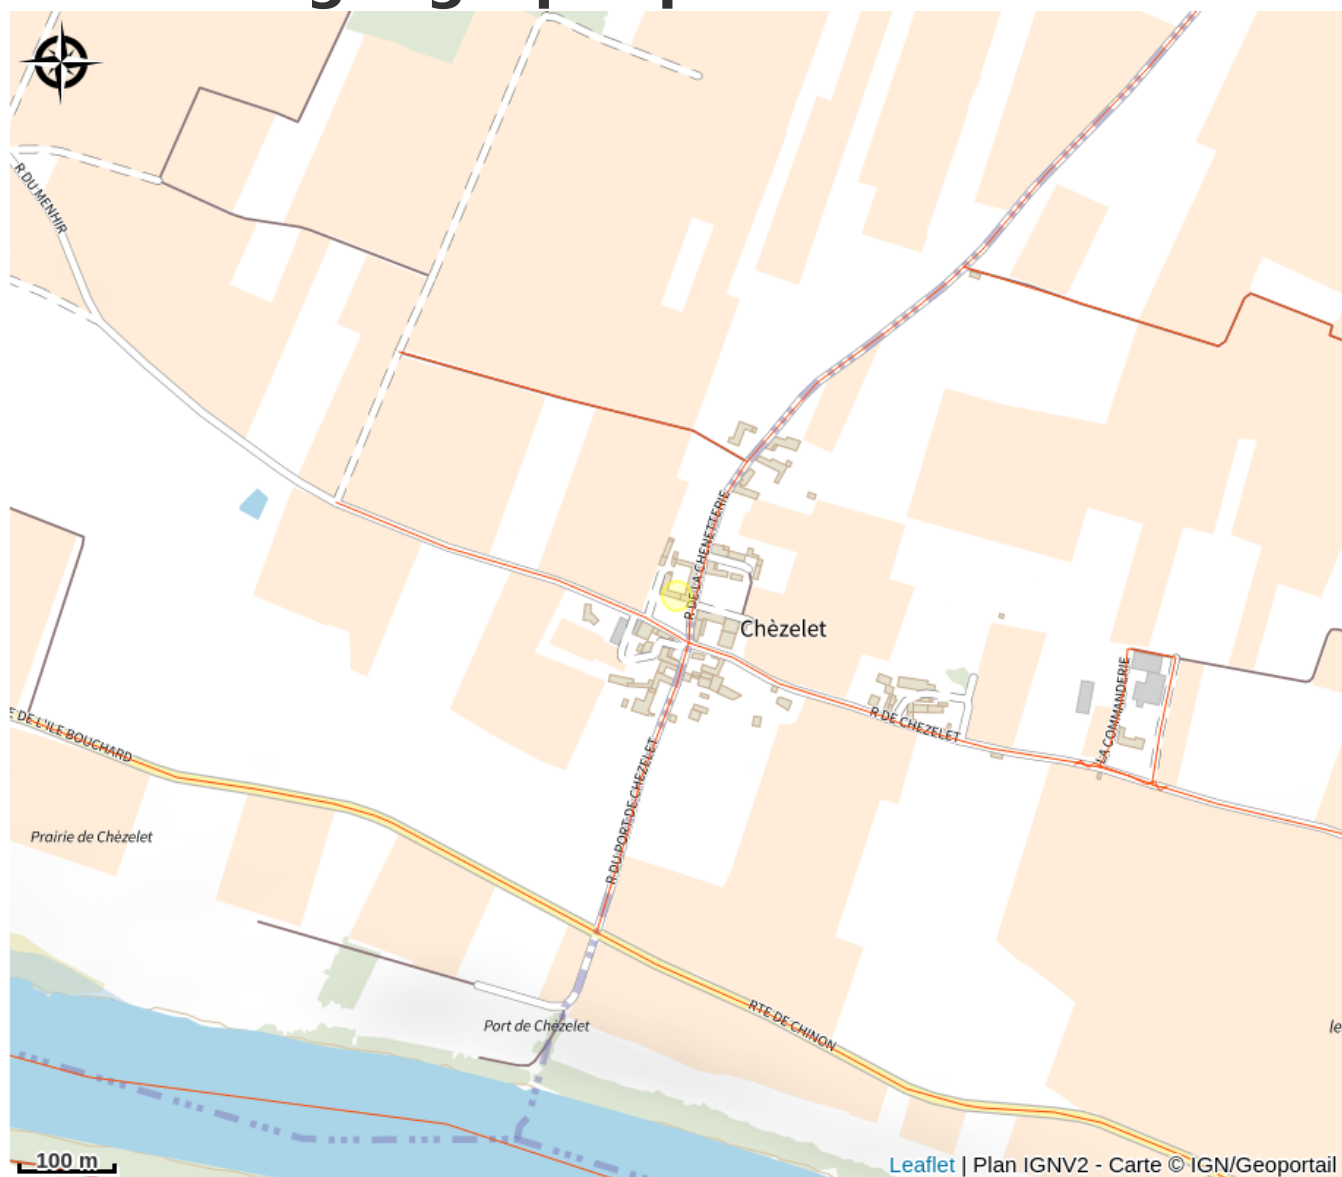 R DU MENHIR
R DE LA CHENETTERIE
Chèzelet
R DE CHEZELET
LA COMMANDERIE
E DE L'ILE BOUCHARD
R DU PORT DE CHEZELET
Prairie de Chèzelet
RTE DE CHINON
Port de Chèzelet
le
100 m
Leaflet | Plan IGNV2 - Carte © IGN/Geoportail